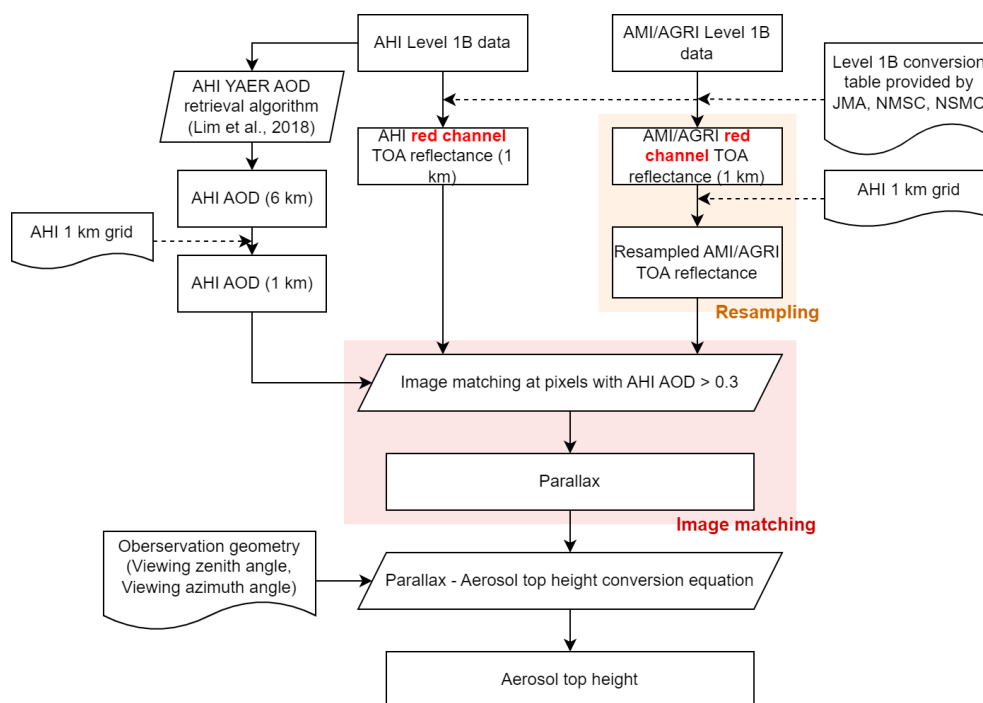 AHI Level 1B data
AMI/AGRI Level 1B
data
Level 1B conversion
table provided by
JMA, NMSC, NSMC
AHI YAER AOD
retrieval algorithm
(Lim et al., 2018)
AHI red channel
TOA reflectance (1
km)
AMI/AGRI red
channel TOA
reflectance (1 km)
AHI AOD (6 km)
AHI 1 km grid
AHI 1 km grid
Resampled AMI/AGRI
TOA reflectance
AHI AOD (1 km)
Resampling
Image matching at pixels with AHI AOD > 0.3
Parallax
Image matching
Oberservation geometry
(Viewing zenith angle,
Viewing azimuth angle)
Parallax - Aerosol top height conversion equation
Aerosol top height